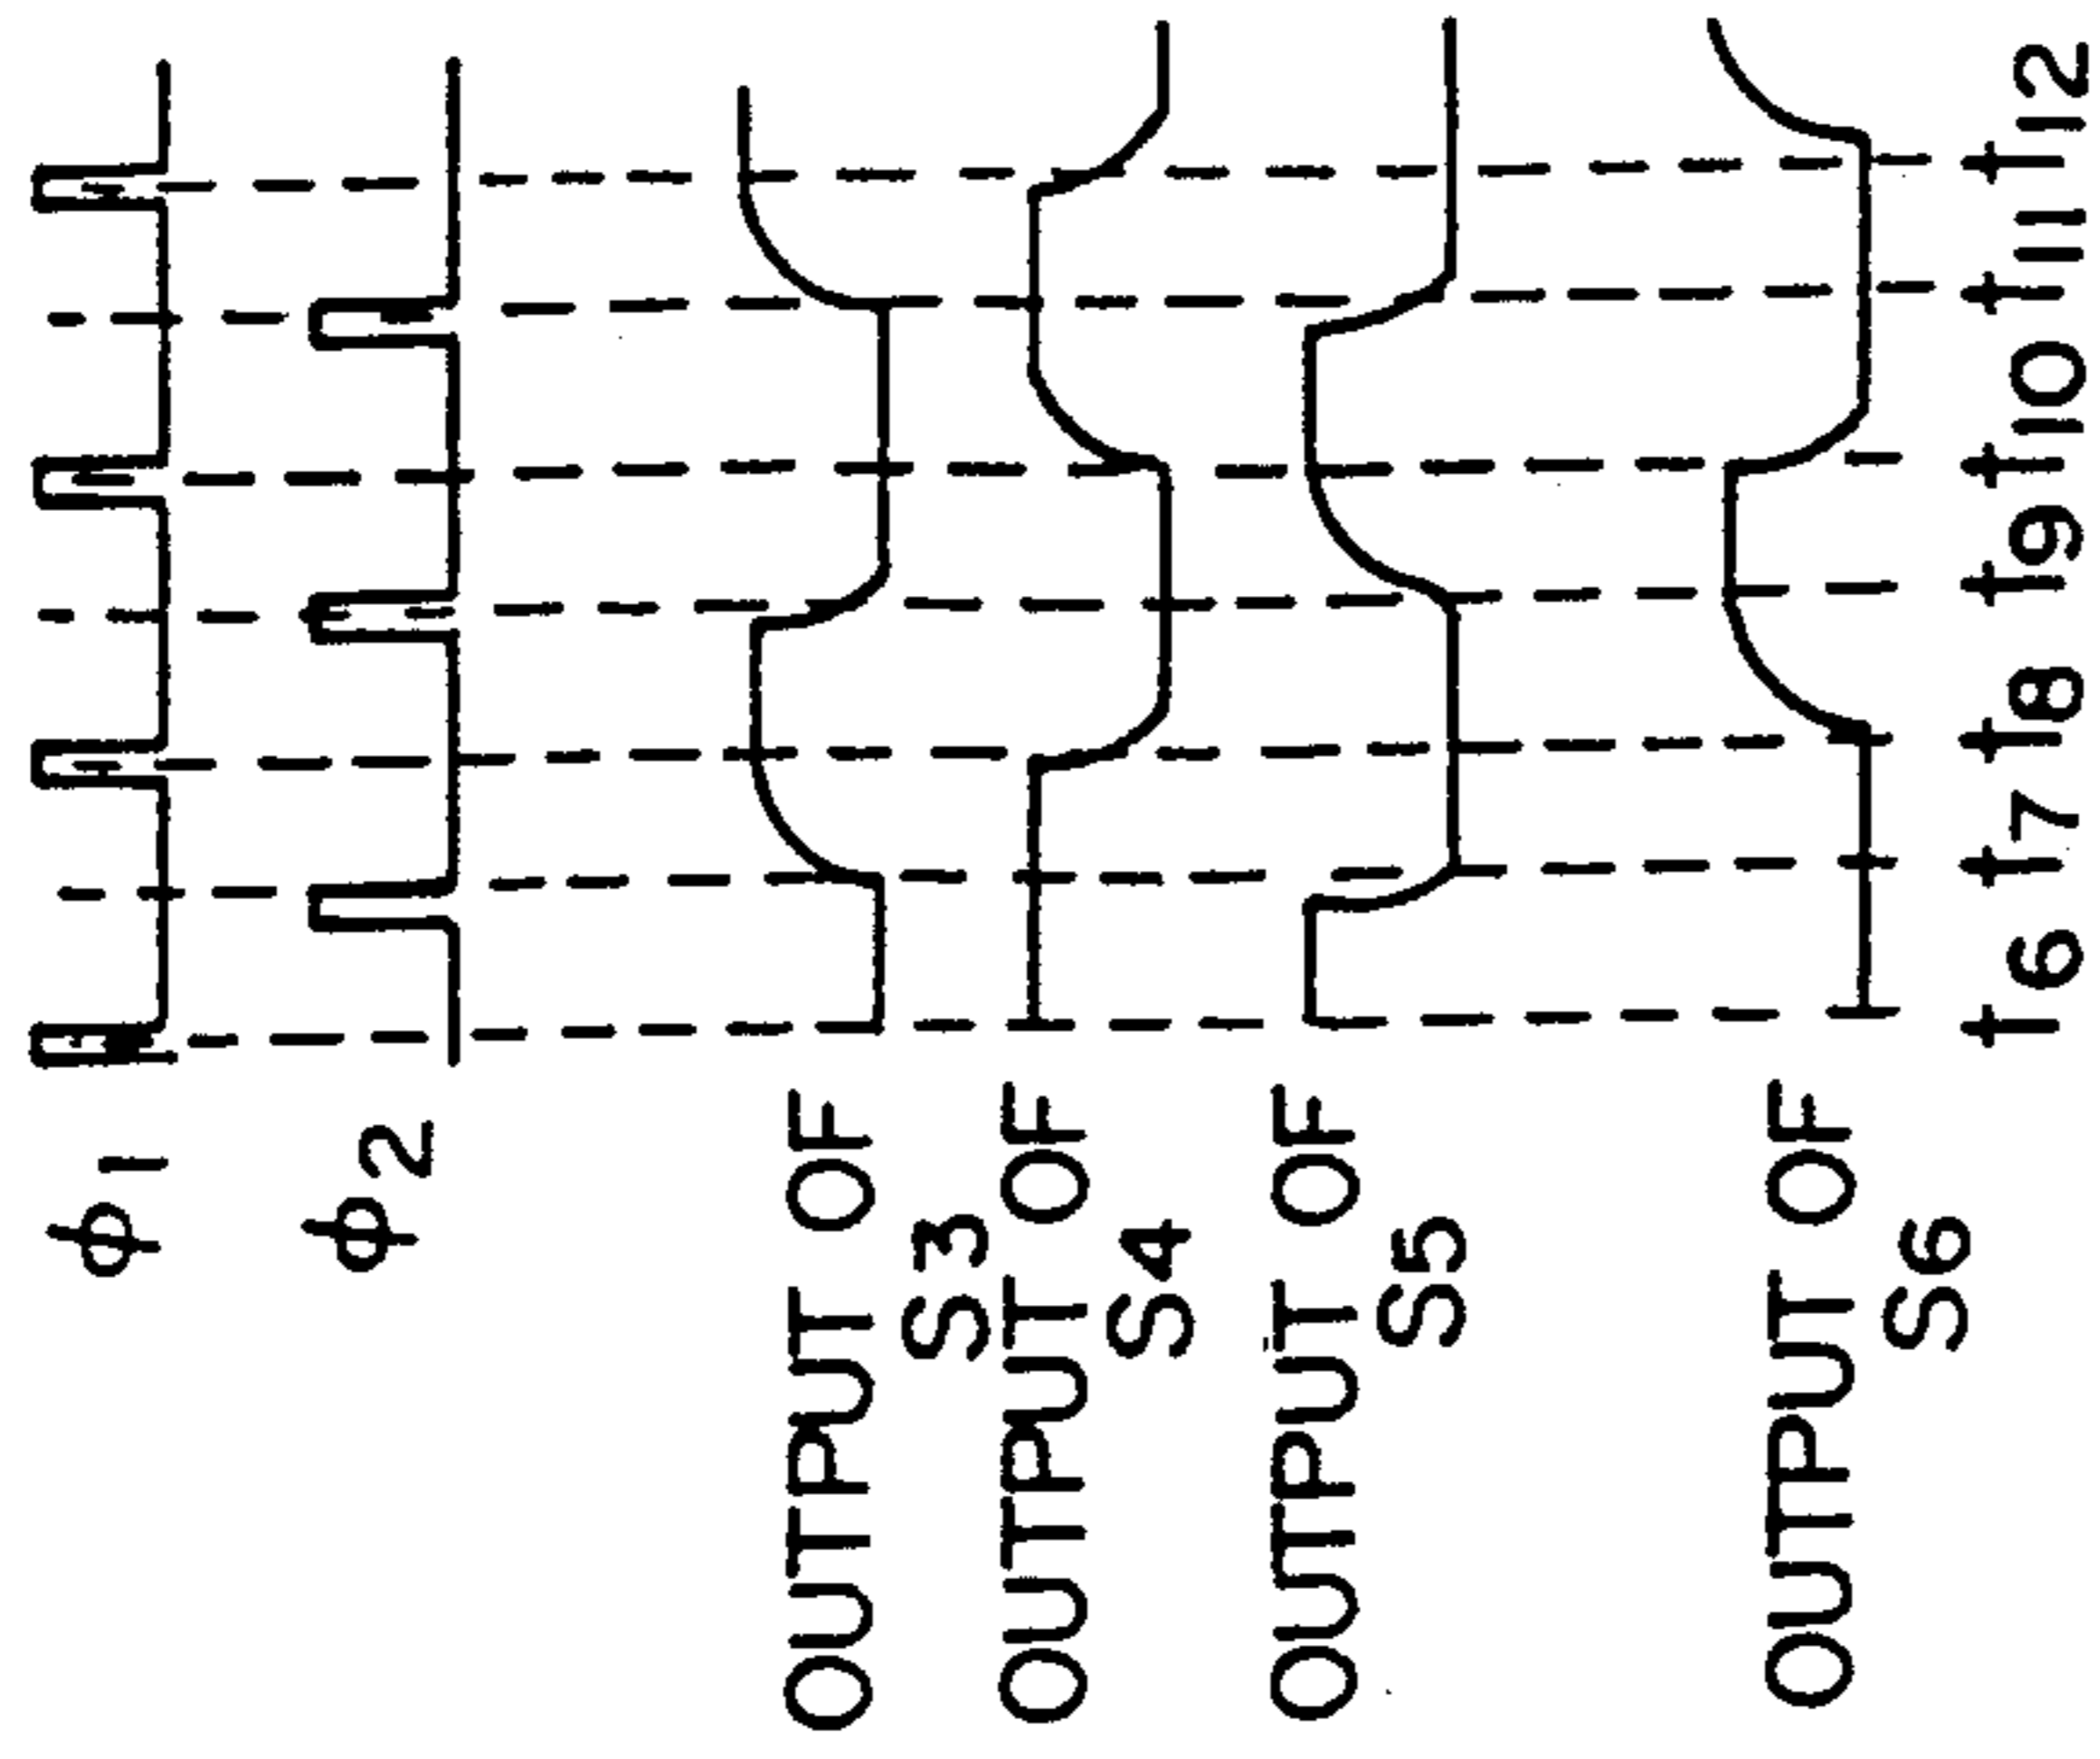 φ1
φ2
OUTPUT OF
S3
OUTPUT OF
S4
OUTPUT OF
S5
OUTPUT OF
S6
t6 t7 t8 t9 t10 t11 t12